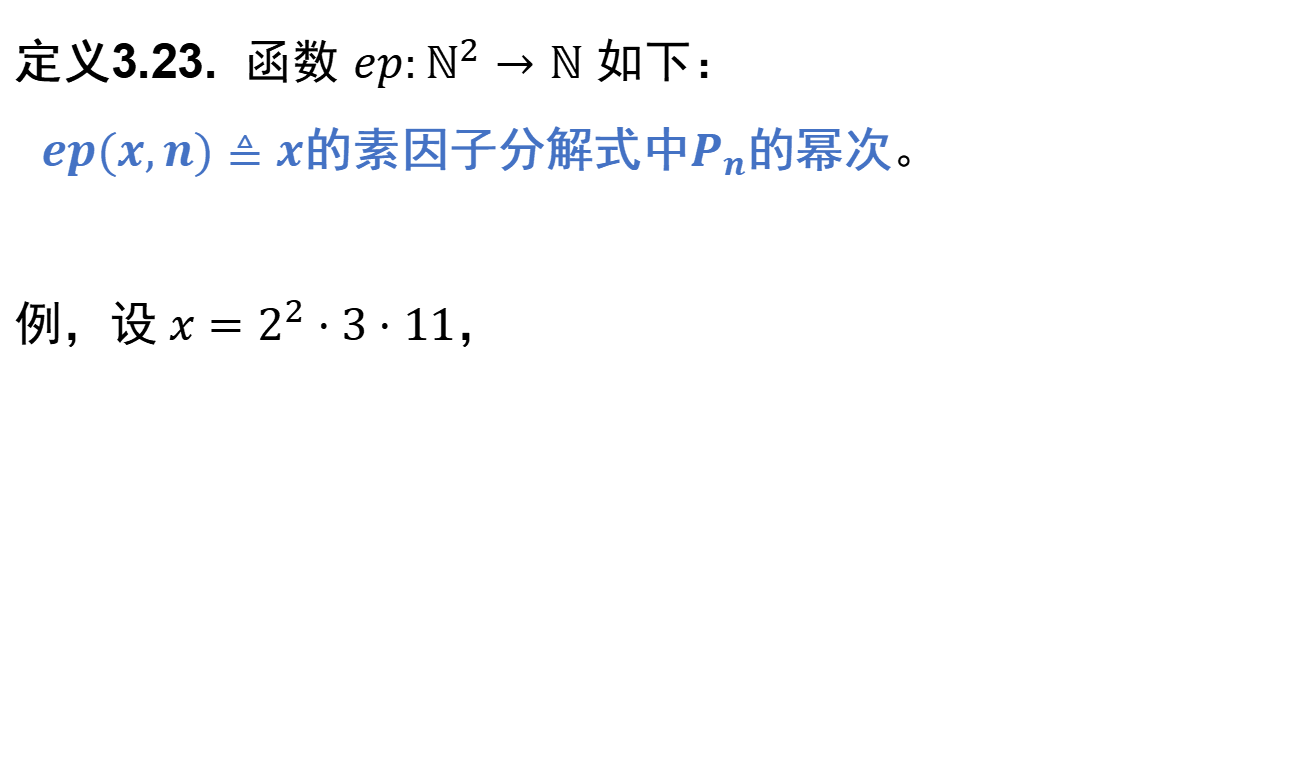 定义3.23. 函数 ep: ℕ² → ℕ 如下：
ep(x, n) ≜ x的素因子分解式中Pₙ的幂次。
例，设 x = 2² · 3 · 11，